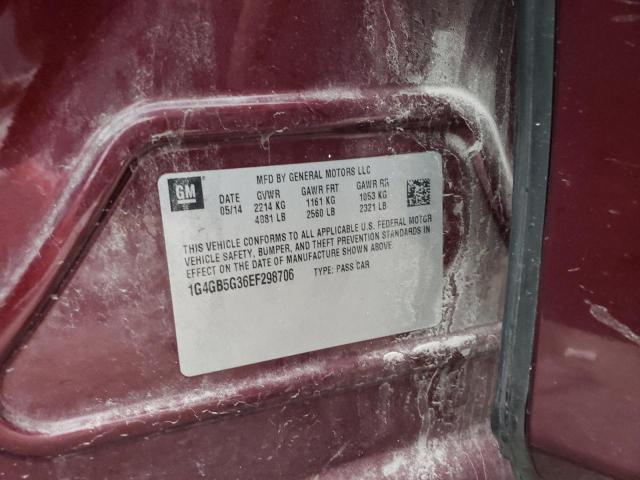 MFD BY GENERAL MOTORS LLC
GM
DATE GVWR GAWR FRT GAWR RR
05/14 2214 KG 1161 KG 1053 KG
4881 LB 2560 LB 2321 LB
THIS VEHICLE CONFORMS TO ALL APPLICABLE U.S. FEDERAL MOTOR
VEHICLE SAFETY, BUMPER, AND THEFT PREVENTION STANDARDS IN
EFFECT ON THE DATE OF MANUFACTURE SHOWN ABOVE.
1G4GB5G36EF298706 TYPE: PASS CAR